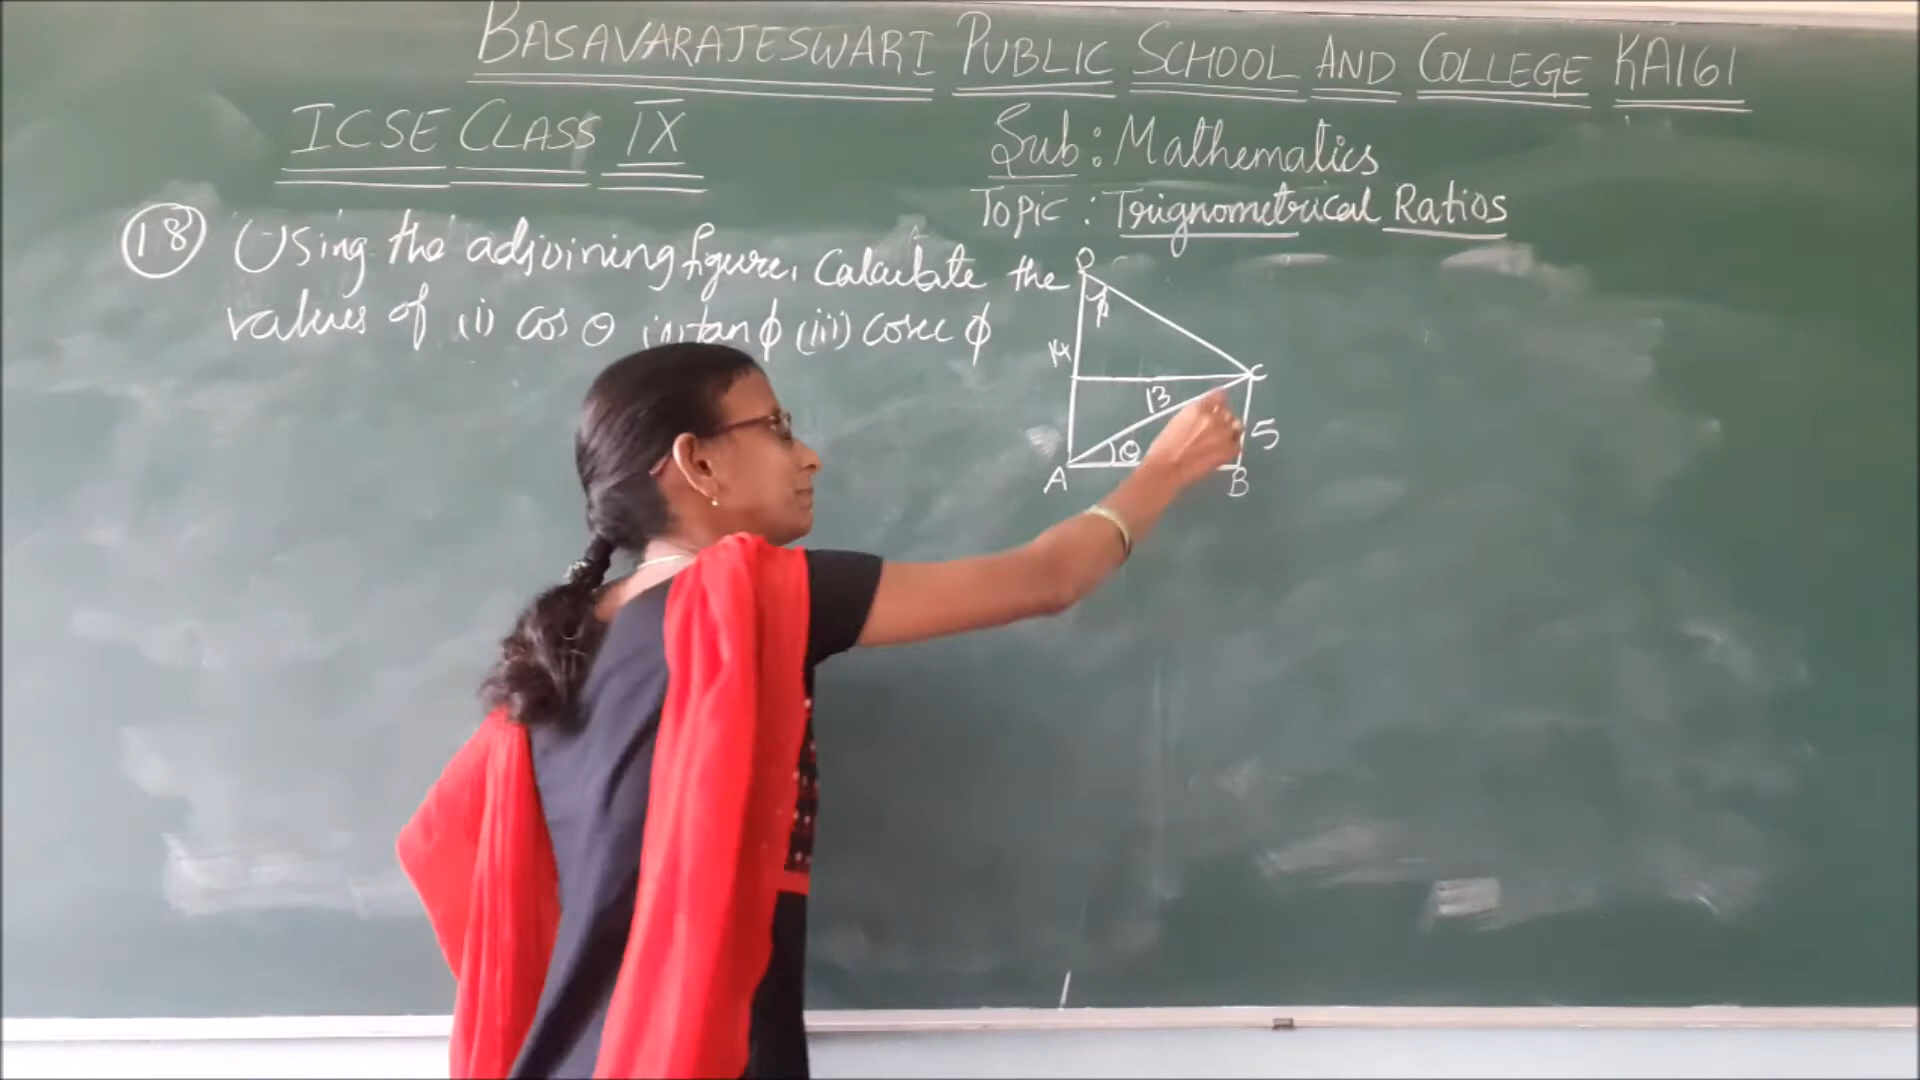 BASAVARAJESWARI PUBLIC SCHOOL AND COLLEGE KA161
ICSE CLASS IX
Sub: Mathematics
Topic: Trignometrical Ratios
18 Using the adjoining figure, Calculate the
values of (i) cos θ tan ϕ (iii) cosec ϕ
D
14
C
13
5
θ
A
B